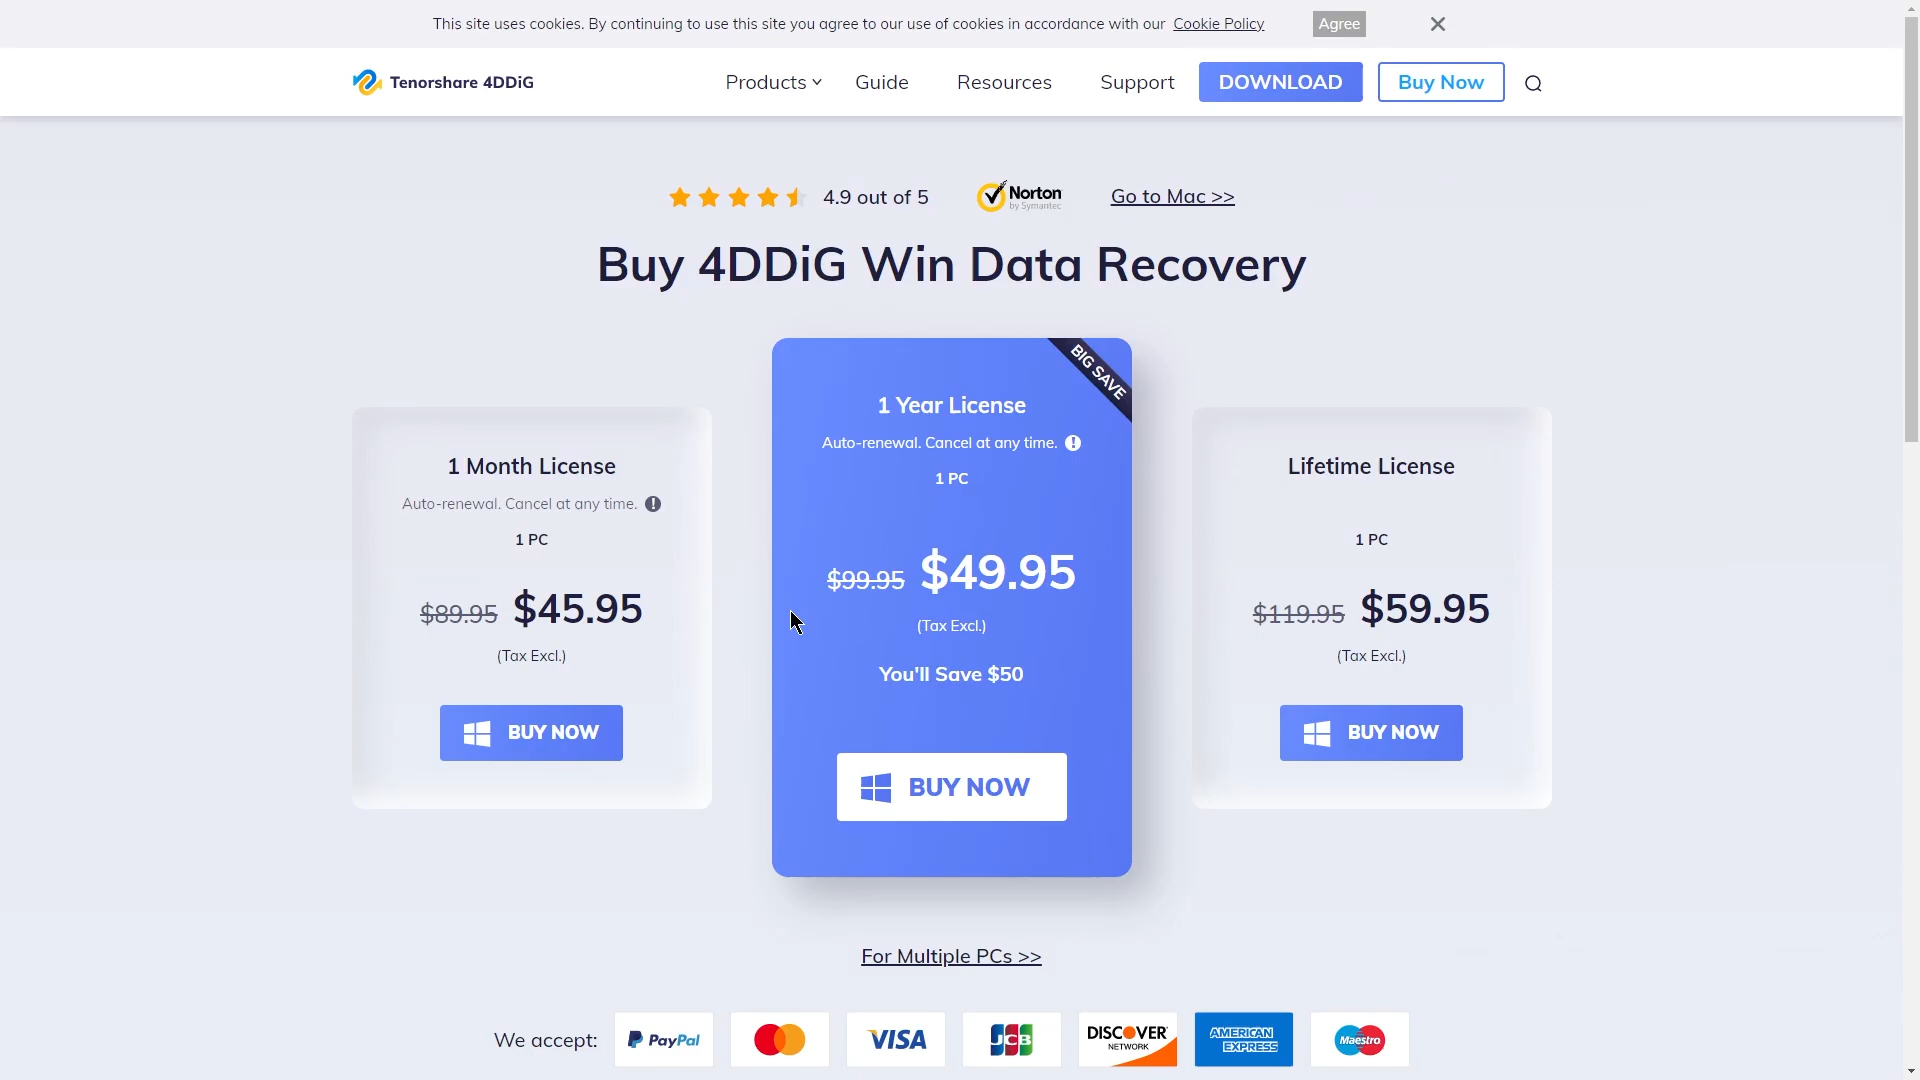 This site uses cookies. By continuing to use this site you agree to our use of cookies in accordance with our Cookie Policy Agree
Tenorshare 4DDiG Products Guide Resources Support DOWNLOAD Buy Now
4.9 out of 5 Norton by Symantec Go to Mac >>
Buy 4DDiG Win Data Recovery
1 Month License
Auto-renewal. Cancel at any time.
1 PC
$89.95 $45.95
(Tax Excl.)
BUY NOW
BIG SAVE
1 Year License
Auto-renewal. Cancel at any time.
1 PC
$99.95 $49.95
(Tax Excl.)
You'll Save $50
BUY NOW
Lifetime License
1 PC
$119.95 $59.95
(Tax Excl.)
BUY NOW
For Multiple PCs >>
We accept: PayPal VISA JCB DISCOVER NETWORK AMERICAN EXPRESS Maestro